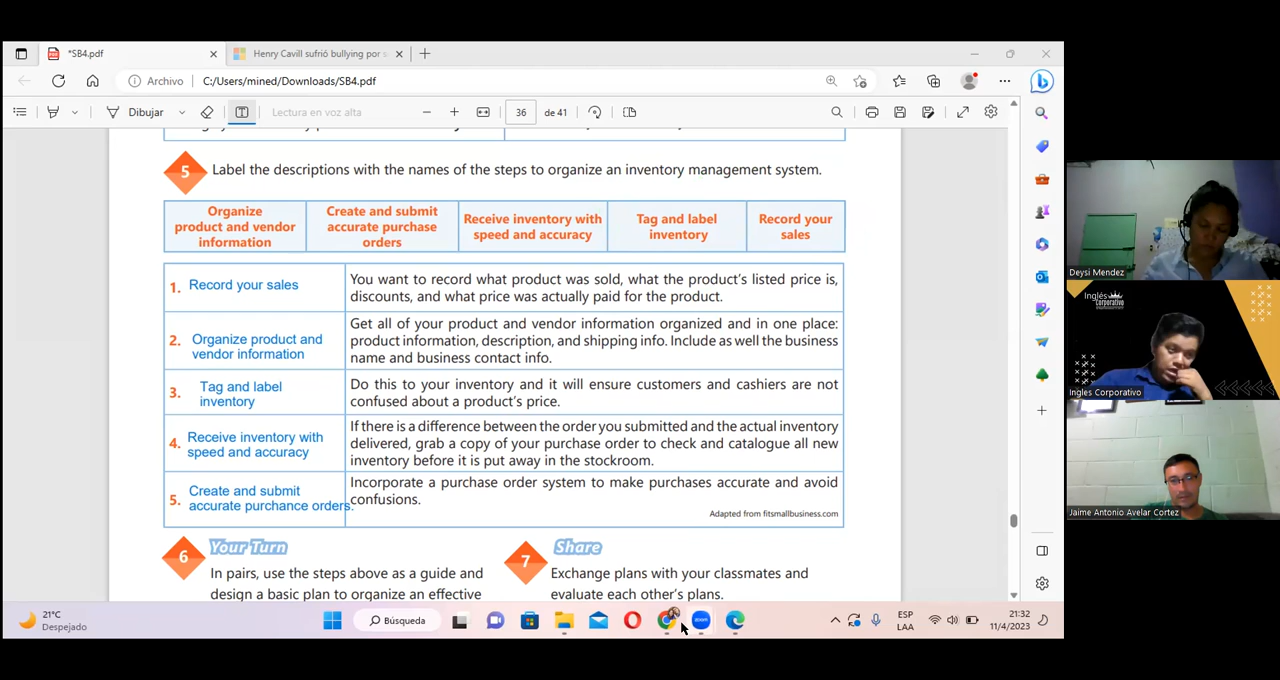 *SB4.pdf
Henry Cavill sufrió bullying por s
Archivo
C:/Users/mined/Downloads/SB4.pdf
Dibujar
Lectura en voz alta
36
de 41
5
Label the descriptions with the names of the steps to organize an inventory management system.
Organize
product and vendor
information
Create and submit
accurate purchase
orders
Receive inventory with
speed and accuracy
Tag and label
inventory
Record your
sales
1. Record your sales
You want to record what product was sold, what the product's listed price is,
discounts, and what price was actually paid for the product.
2. Organize product and
vendor information
Get all of your product and vendor information organized and in one place:
product information, description, and shipping info. Include as well the business
name and business contact info.
3. Tag and label
inventory
Do this to your inventory and it will ensure customers and cashiers are not
confused about a product's price.
4. Receive inventory with
speed and accuracy
If there is a difference between the order you submitted and the actual inventory
delivered, grab a copy of your purchase order to check and catalogue all new
inventory before it is put away in the stockroom.
5. Create and submit
accurate purchance orders.
Incorporate a purchase order system to make purchases accurate and avoid
confusions.
Adapted from fitsmallbusiness.com
6
Your Turn
In pairs, use the steps above as a guide and
design a basic plan to organize an effective
7
Share
Exchange plans with your classmates and
evaluate each other's plans.
21°C
Despejado
Búsqueda
zoom
ESP
LAA
21:32
11/4/2023
Deysi Mendez
Inglés
Corporativo
Ingles Corporativo
Jaime Antonio Avelar Cortez